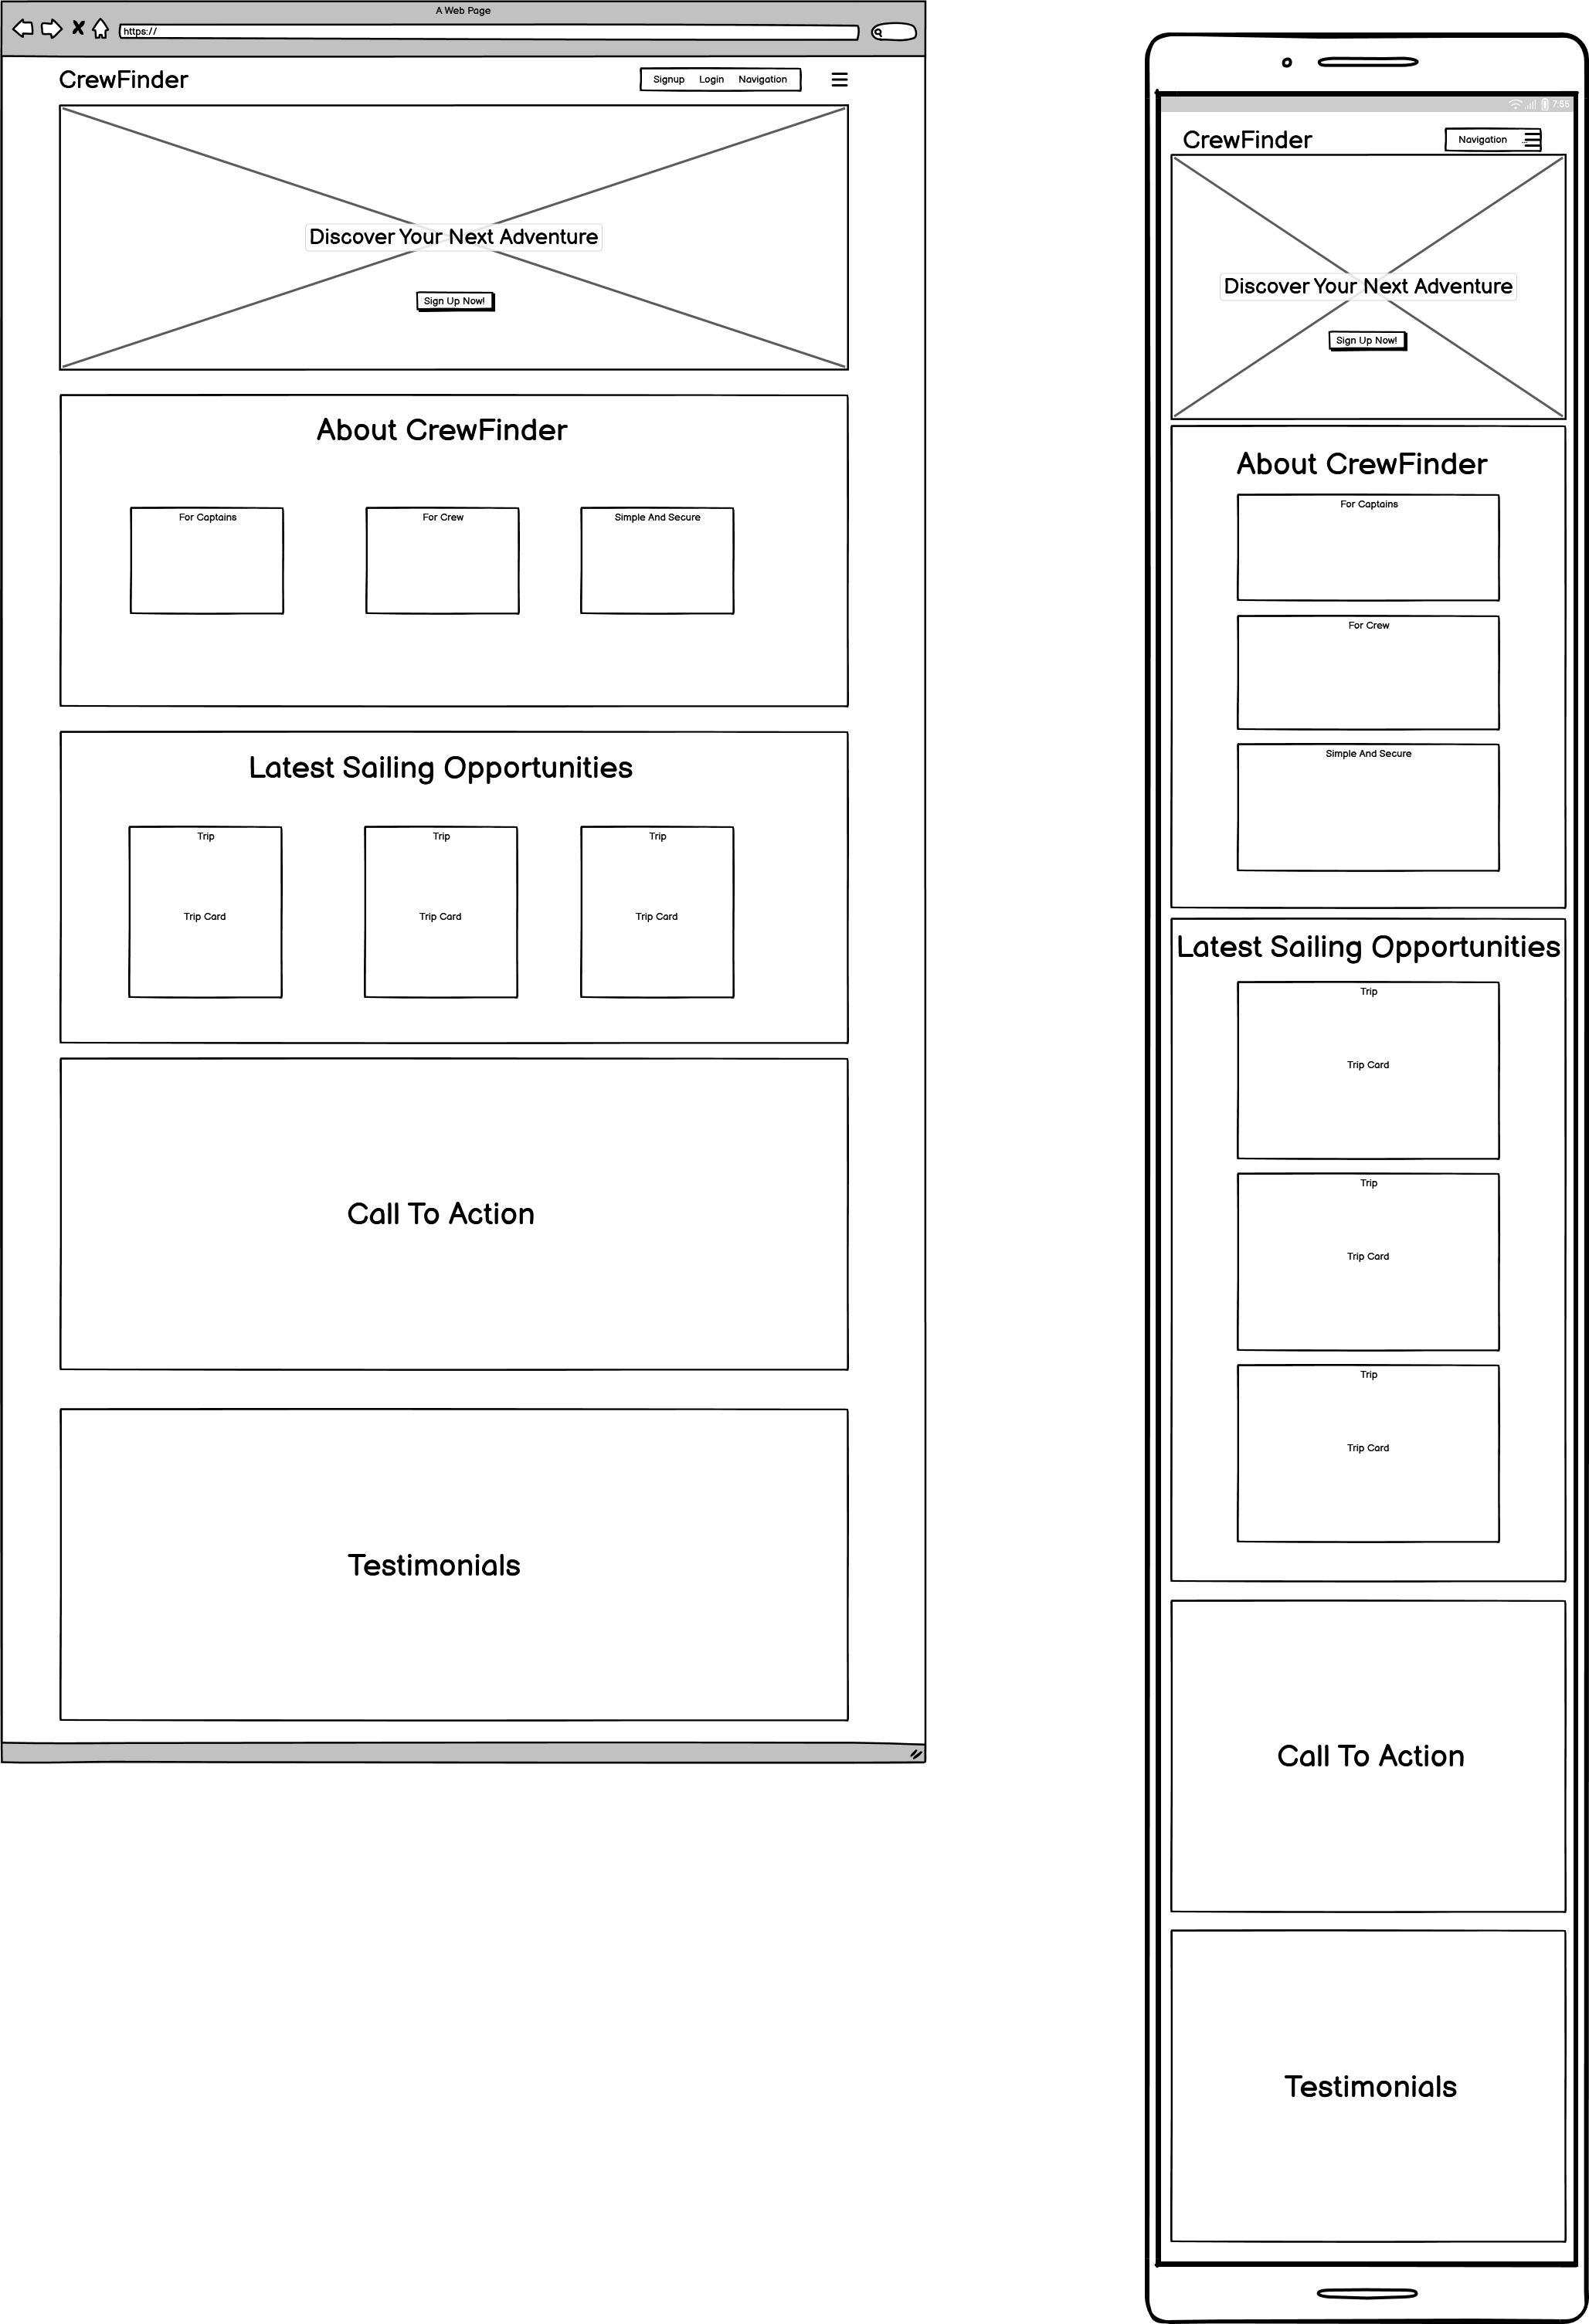 A Web Page
https://
CrewFinder
Signup Login Navigation
Discover Your Next Adventure
Sign Up Now!
About CrewFinder
For Captains
For Crew
Simple And Secure
Latest Sailing Opportunities
Trip
Trip
Trip
Trip Card
Trip Card
Trip Card
Call To Action
Testimonials
7:55
CrewFinder
Navigation
Discover Your Next Adventure
Sign Up Now!
About CrewFinder
For Captains
For Crew
Simple And Secure
Latest Sailing Opportunities
Trip
Trip Card
Trip
Trip Card
Trip
Trip Card
Call To Action
Testimonials